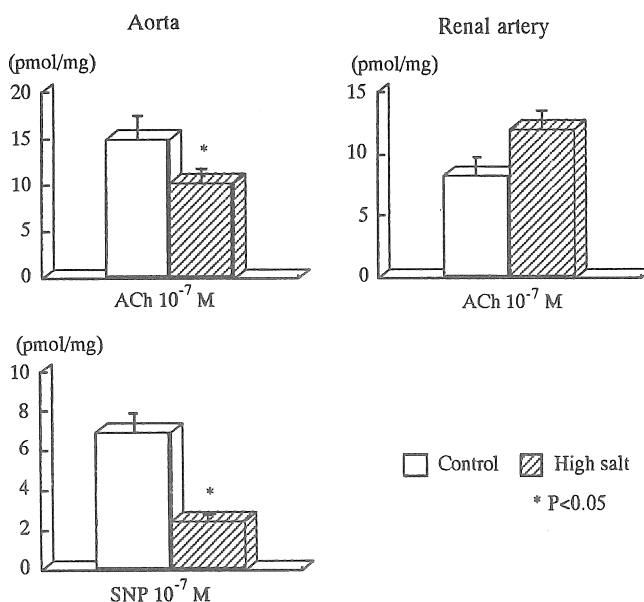 Aorta
(pmol/mg)
20
15
10
5
0
*
ACh 10⁻⁷ M
Renal artery
(pmol/mg)
15
10
5
0
ACh 10⁻⁷ M
(pmol/mg)
10
8
6
4
2
0
*
SNP 10⁻⁷ M
Control High salt
* P<0.05